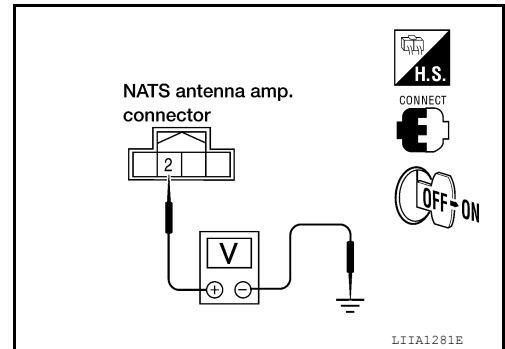 NATS antenna amp.
connector
2
V
+ −
H.S.
CONNECT
OFF ON
LIIA1281E